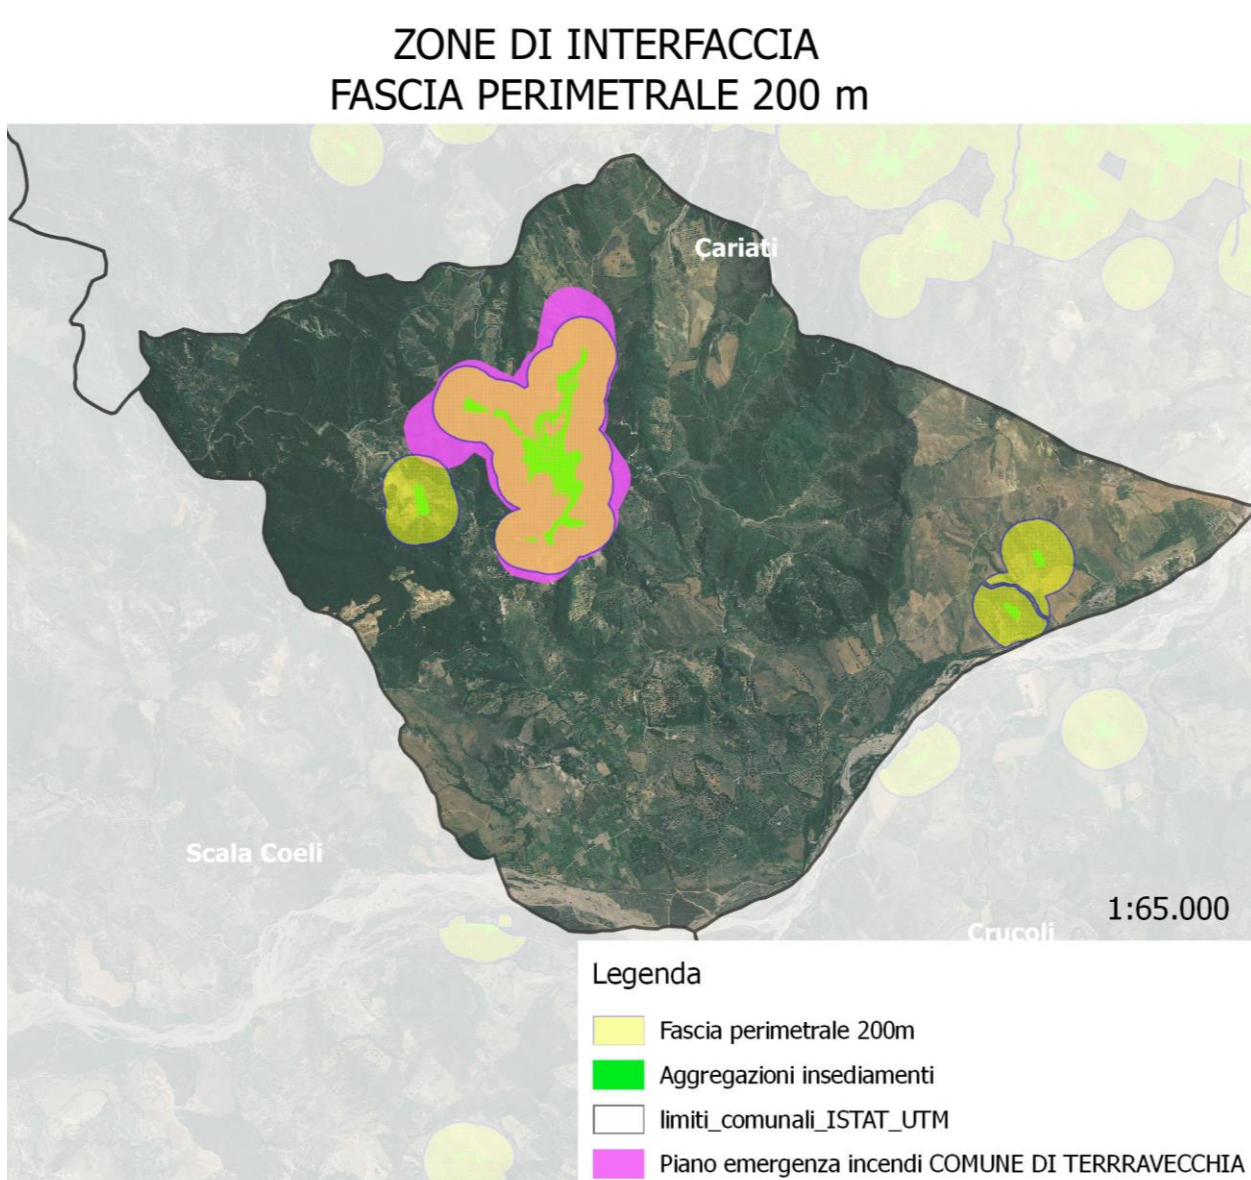 ZONE DI INTERFACCIA
FASCIA PERIMETRALE 200 m
Cariati
Scala Coeli
1:65.000
Crucoli
Legenda
Fascia perimetrale 200m
Aggregazioni insediamenti
limiti_comunali_ISTAT_UTM
Piano emergenza incendi COMUNE DI TERRRAVECCHIA